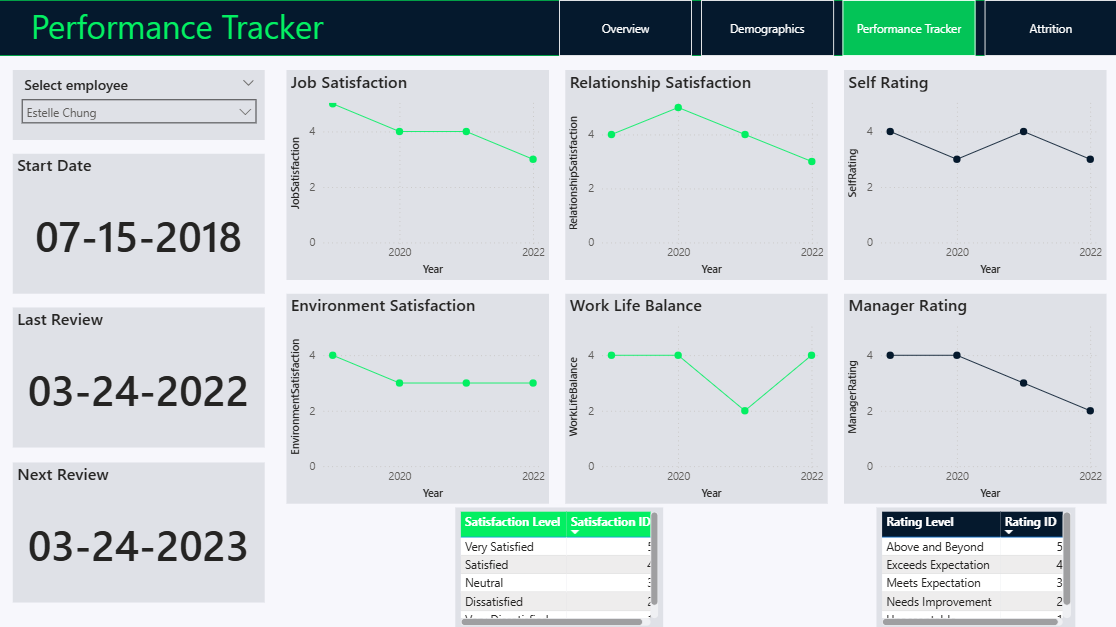 Performance Tracker
Overview
Demographics
Performance Tracker
Attrition
Select employee
Estelle Chung
Start Date
07-15-2018
Last Review
03-24-2022
Next Review
03-24-2023
Job Satisfaction
JobSatisfaction
4
2
0
2020
2022
Year
Relationship Satisfaction
RelationshipSatisfaction
4
2
0
2020
2022
Year
Self Rating
SelfRating
4
2
0
2020
2022
Year
Environment Satisfaction
EnvironmentSatisfaction
4
2
0
2020
2022
Year
Work Life Balance
WorkLifeBalance
4
2
0
2020
2022
Year
Manager Rating
ManagerRating
4
2
0
2020
2022
Year
Satisfaction Level Satisfaction ID
Very Satisfied 5
Satisfied 4
Neutral 3
Dissatisfied 2
Rating Level Rating ID
Above and Beyond 5
Exceeds Expectation 4
Meets Expectation 3
Needs Improvement 2